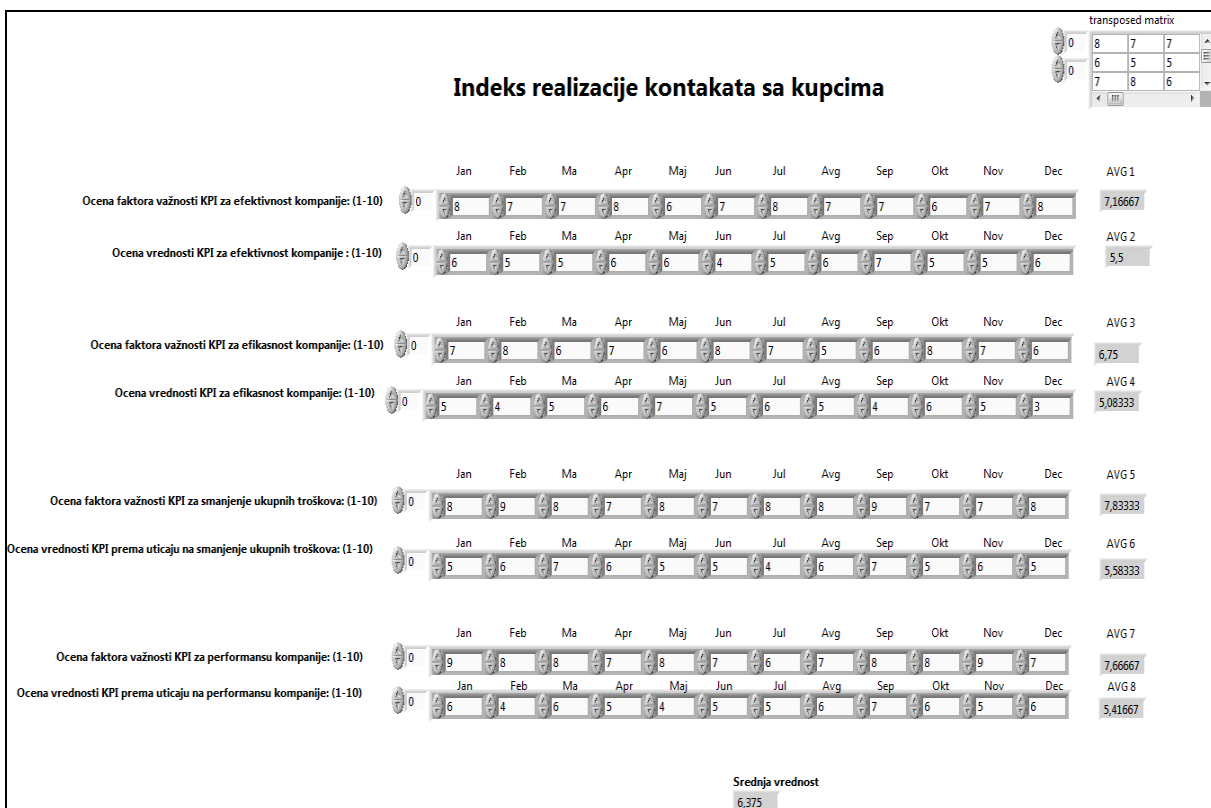 transposed matrix
0 8 7 7
0 6 5 5
7 8 6
Indeks realizacije kontakata sa kupcima
Jan Feb Ma Apr Maj Jun Jul Avg Sep Okt Nov Dec AVG 1
Ocena faktora važnosti KPI za efektivnost kompanije: (1-10) 0 8 7 7 8 6 7 8 7 7 6 7 8 7,16667
Jan Feb Ma Apr Maj Jun Jul Avg Sep Okt Nov Dec AVG 2
Ocena vrednosti KPI za efektivnost kompanije : (1-10) 0 6 5 5 6 6 4 5 6 7 5 5 6 5,5
Jan Feb Ma Apr Maj Jun Jul Avg Sep Okt Nov Dec AVG 3
Ocena faktora važnosti KPI za efikasnost kompanije: (1-10) 0 7 8 6 7 6 8 7 5 6 8 7 6 6,75
Jan Feb Ma Apr Maj Jun Jul Avg Sep Okt Nov Dec AVG 4
Ocena vrednosti KPI za efikasnost kompanije: (1-10) 0 5 4 5 6 7 5 6 5 4 6 5 3 5,08333
Jan Feb Ma Apr Maj Jun Jul Avg Sep Okt Nov Dec AVG 5
Ocena faktora važnosti KPI za smanjenje ukupnih troškova: (1-10) 0 8 9 8 7 8 7 8 8 9 7 7 8 7,83333
Jan Feb Ma Apr Maj Jun Jul Avg Sep Okt Nov Dec AVG 6
Ocena vrednosti KPI prema uticaju na smanjenje ukupnih troškova: (1-10) 0 5 6 7 6 5 5 4 6 7 5 6 5 5,58333
Jan Feb Ma Apr Maj Jun Jul Avg Sep Okt Nov Dec AVG 7
Ocena faktora važnosti KPI za performansu kompanije: (1-10) 0 9 8 8 7 8 7 6 7 8 8 9 7 7,66667
Jan Feb Ma Apr Maj Jun Jul Avg Sep Okt Nov Dec AVG 8
Ocena vrednosti KPI prema uticaju na performansu kompanije: (1-10) 0 6 4 6 5 4 5 5 6 7 6 5 6 5,41667
Srednja vrednost
6,375